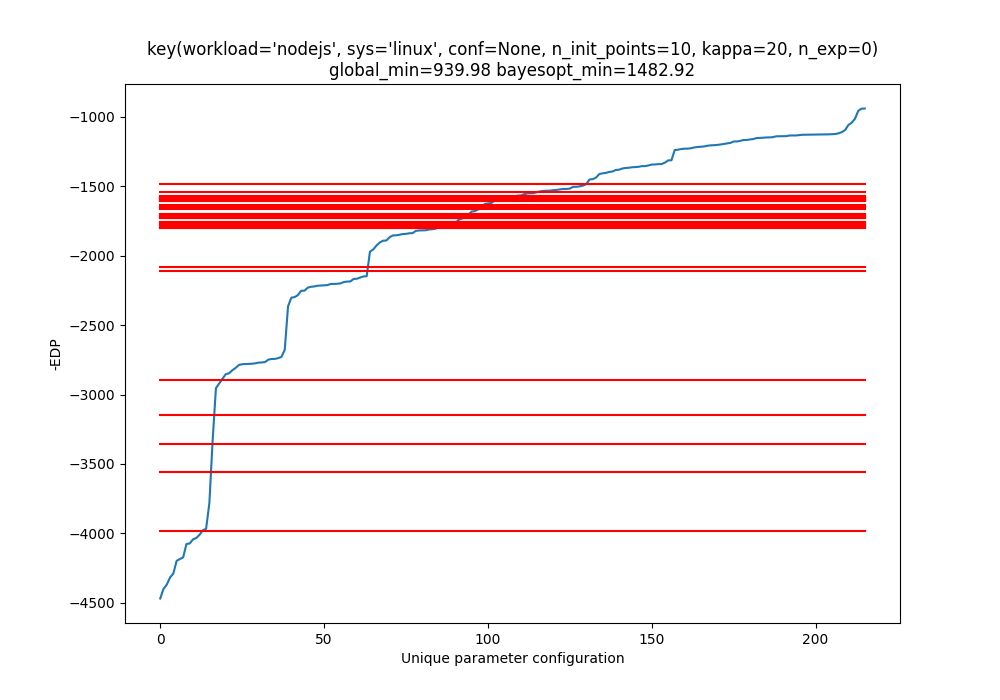 key(workload='nodejs', sys='linux', conf=None, n_init_points=10, kappa=20, n_exp=0)
global_min=939.98 bayesopt_min=1482.92
−1000
−1500
−2000
−2500
−3000
−3500
−4000
−4500
-EDP
0 50 100 150 200
Unique parameter configuration